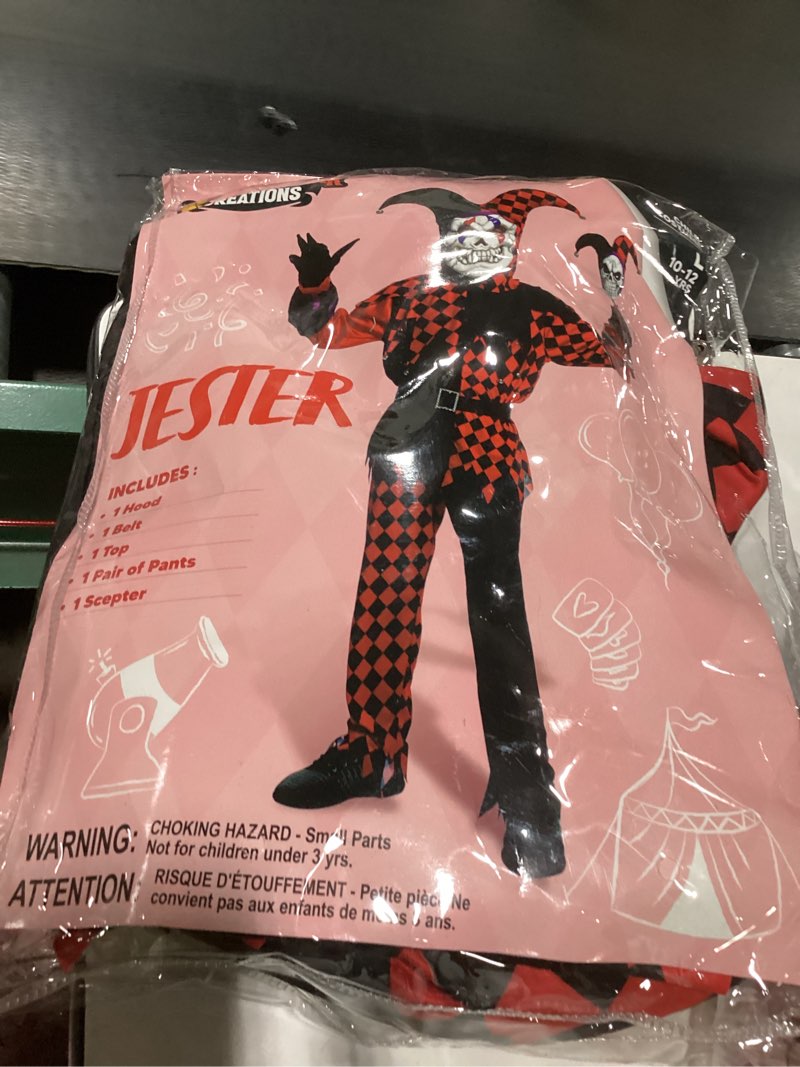 CREATIONS
L
10-12
YRS
JESTER
INCLUDES:
• 1 Hood
• 1 Belt
• 1 Top
• 1 Pair of Pants
• 1 Scepter
WARNING: CHOKING HAZARD - Small Parts
Not for children under 3 yrs.
ATTENTION: RISQUE D'ÉTOUFFEMENT - Petite pièce Ne
convient pas aux enfants de 3 ans.